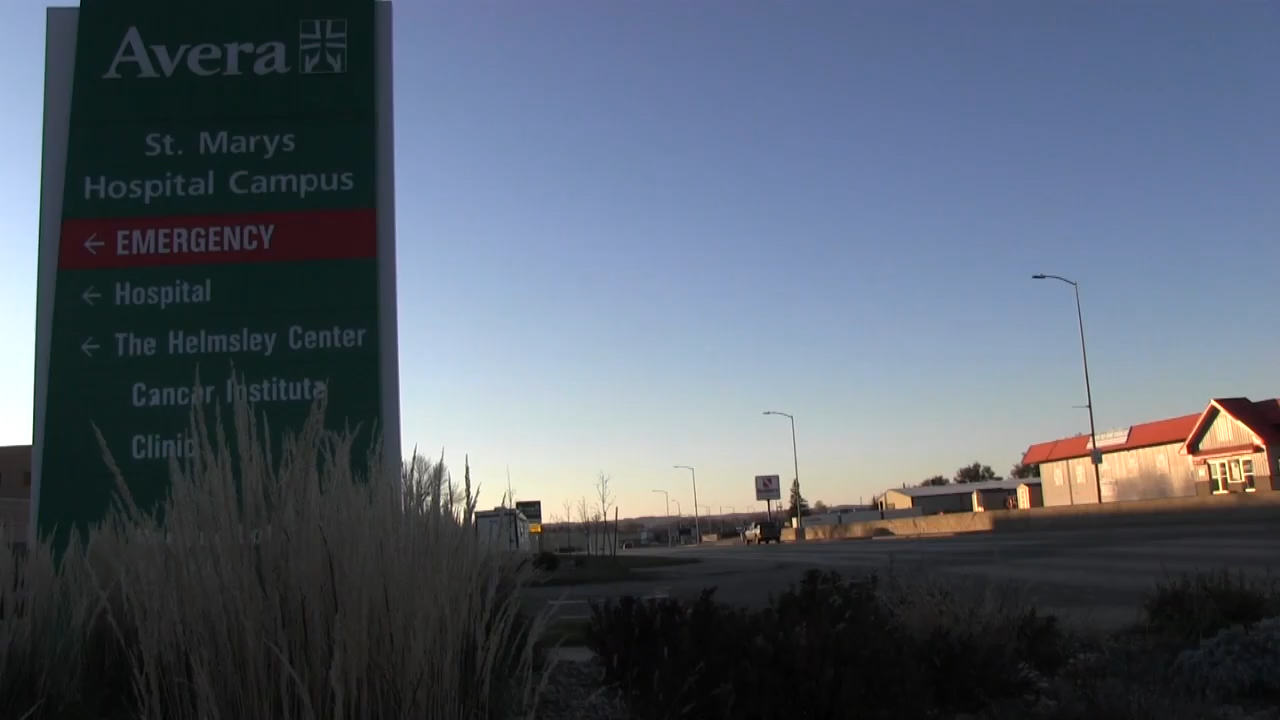 Avera
St. Marys
Hospital Campus
← EMERGENCY
← Hospital
← The Helmsley Center
Cancer Institute
Clinic